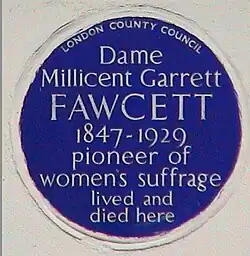 LONDON COUNTY COUNCIL
Dame
Millicent Garrett
FAWCETT
1847-1929
pioneer of
women's suffrage
lived and
died here